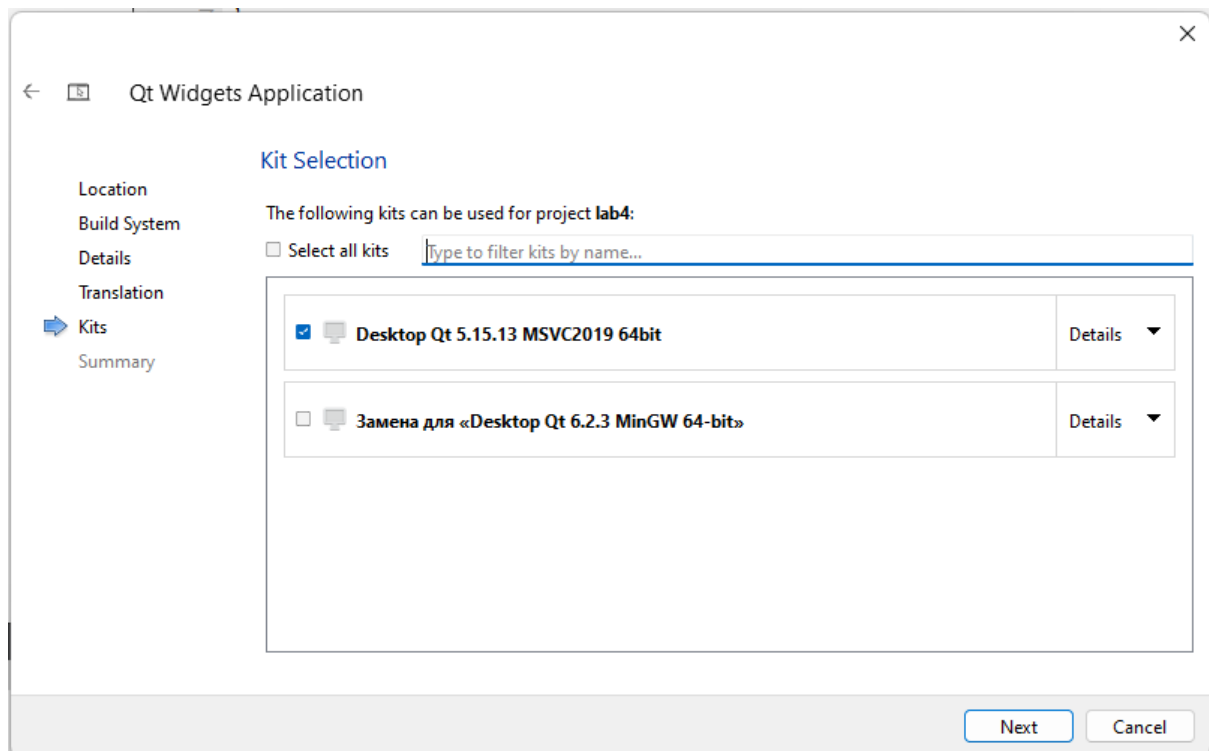 Qt Widgets Application
Kit Selection
Location
Build System
Details
Translation
Kits
Summary
The following kits can be used for project lab4:
Select all kits
Type to filter kits by name...
Desktop Qt 5.15.13 MSVC2019 64bit
Details
Замена для «Desktop Qt 6.2.3 MinGW 64-bit»
Details
Next
Cancel